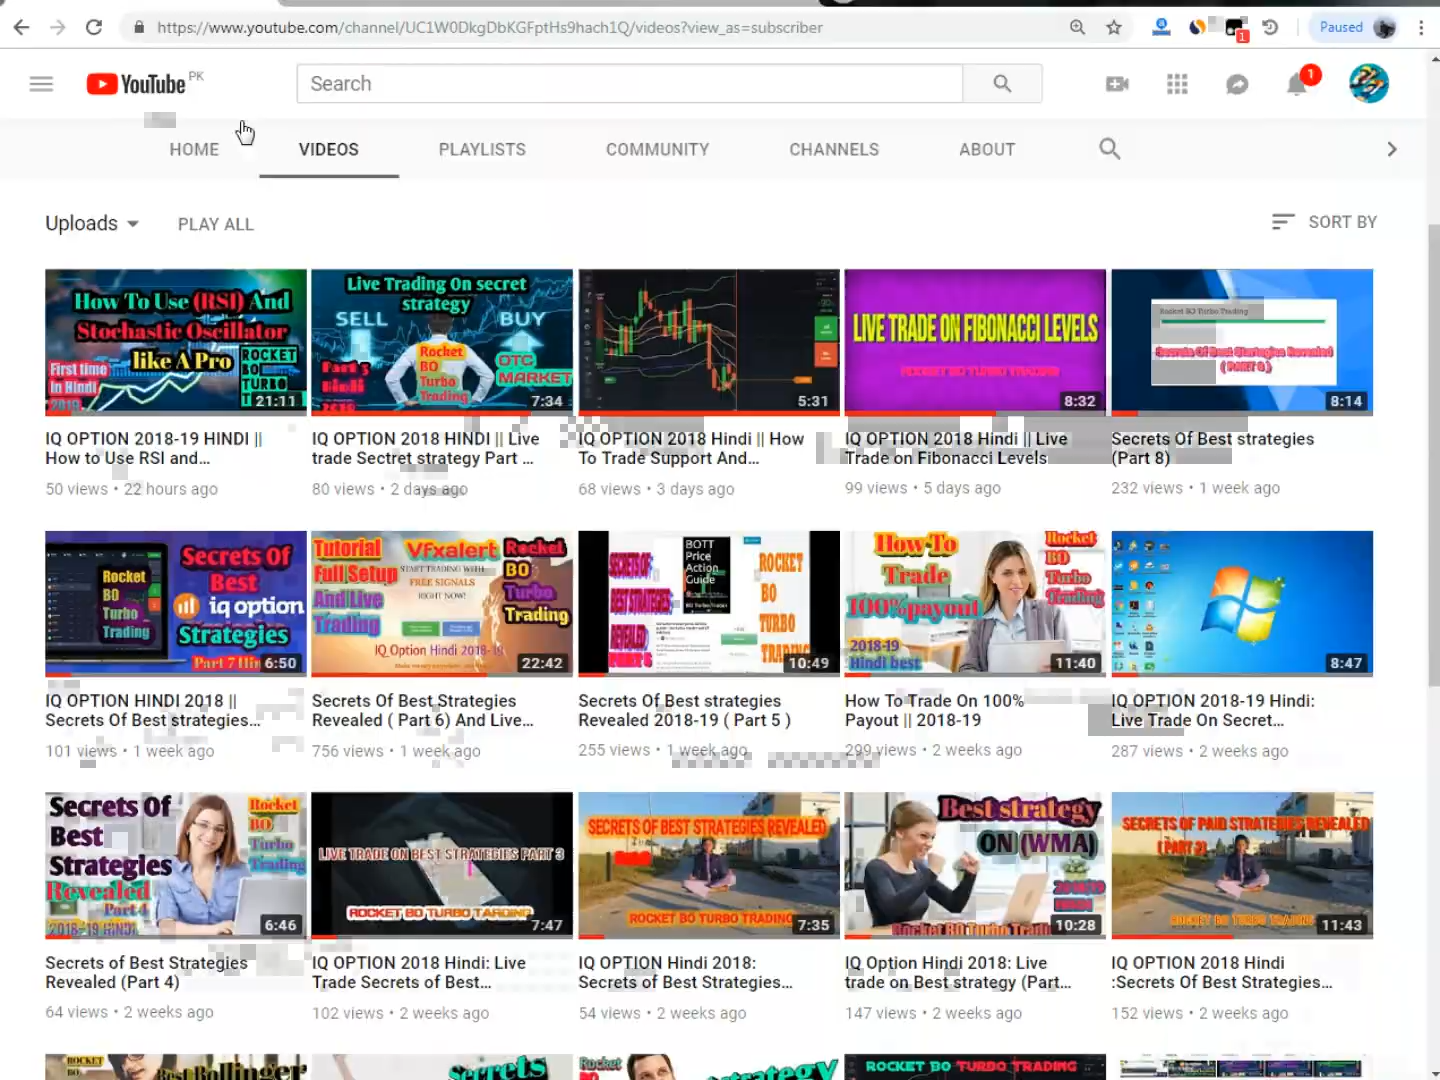 https://www.youtube.com/channel/UC1W0DkgDbKGFptHs9hach1Q/videos?view_as=subscriber
1
Paused
YouTube PK
Search
1
HOME VIDEOS PLAYLISTS COMMUNITY CHANNELS ABOUT
Uploads PLAY ALL SORT BY
How To Use (RSI) And
Stochastic Oscillator
like A Pro
First time
In Hindi
2019
ROCKET
BO
TURBO
21:11
Live Trading On secret
strategy
SELL BUY
Rocket
BO
Turbo
Trading
OTC
MARKET
Part 3
Hindi
7:34
5:31
LIVE TRADE ON FIBONACCI LEVELS
ROCKET BO TURBO TRADING
8:32
Rocket BO Turbo Trading
Secrets Of Best Startegies Revealed
( PART 8 )
8:14
IQ OPTION 2018-19 HINDI ||
How to Use RSI and...
50 views • 22 hours ago
IQ OPTION 2018 HINDI || Live
trade Sectret strategy Part ...
80 views • 2 days ago
IQ OPTION 2018 Hindi || How
To Trade Support And...
68 views • 3 days ago
IQ OPTION 2018 Hindi || Live
Trade on Fibonacci Levels
99 views • 5 days ago
Secrets Of Best strategies
(Part 8)
232 views • 1 week ago
Rocket
BO
Turbo
Trading
Secrets Of
Best
iq option
Strategies
Part 7 Hin
6:50
Tutorial
Full Setup
And Live
Trading
Vfxalert
START TRADING WITH
FREE SIGNALS
RIGHT NOW!
Rocket
BO
Turbo
Trading
IQ Option Hindi 2018-19
22:42
SECRETS OF
BEST STRATEGIES
REVEALED
BOTT
Price
Action
Guide
ROCKET
BO
TURBO
TRADING
10:49
How To
Trade
100%payout
2018-19
Hindi best
Rocket
BO
Turbo
Trading
11:40
8:47
IQ OPTION HINDI 2018 ||
Secrets Of Best strategies...
101 views • 1 week ago
Secrets Of Best Strategies
Revealed ( Part 6) And Live...
756 views • 1 week ago
Secrets Of Best strategies
Revealed 2018-19 ( Part 5 )
255 views • 1 week ago
How To Trade On 100%
Payout || 2018-19
299 views • 2 weeks ago
IQ OPTION 2018-19 Hindi:
Live Trade On Secret...
287 views • 2 weeks ago
Secrets Of
Best
Strategies
Revealed
Part 4
2018-19 HINDI
Rocket
BO
Turbo
Trading
6:46
LIVE TRADE ON BEST STRATEGIES PART 3
ROCKET BO TURBO TARDING
7:47
SECRETS OF BEST STRATEGIES REVEALED
ROCKET BO TURBO TRADING
7:35
Best strategy
ON (WMA)
2018-19
Rocket BO Turbo Tradi
10:28
SECRETS OF PAID STRATEGIES REVEALED
(PART 2)
ROCKET BO TURBO TRADING
11:43
Secrets of Best Strategies
Revealed (Part 4)
64 views • 2 weeks ago
IQ OPTION 2018 Hindi: Live
Trade Secrets of Best...
102 views • 2 weeks ago
IQ OPTION Hindi 2018:
Secrets of Best Strategies...
54 views • 2 weeks ago
IQ Option Hindi 2018: Live
trade on Best strategy (Part...
147 views • 2 weeks ago
IQ OPTION 2018 Hindi
:Secrets Of Best Strategies...
152 views • 2 weeks ago
ROCKET
BO
Best Bollinger
Secrets
Rocket
strategy
ROCKET BO TURBO TRADING